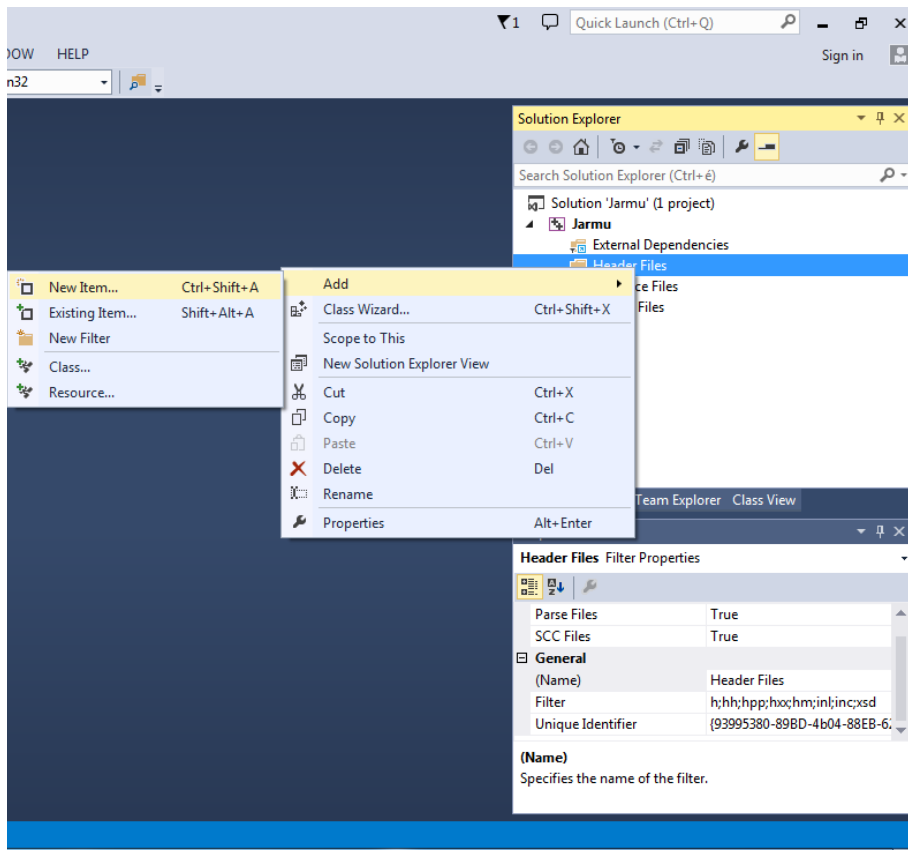 1 Quick Launch (Ctrl+Q)
DOW HELP Sign in
n32
Solution Explorer
Search Solution Explorer (Ctrl+é)
Solution 'Jarmu' (1 project)
Jarmu
External Dependencies
Header Files
ce Files
Files
New Item... Ctrl+Shift+A
Existing Item... Shift+Alt+A
New Filter
Class...
Resource...
Add
Class Wizard... Ctrl+Shift+X
Scope to This
New Solution Explorer View
Cut Ctrl+X
Copy Ctrl+C
Paste Ctrl+V
Delete Del
Rename
Properties Alt+Enter
Team Explorer Class View
Header Files Filter Properties
Parse Files True
SCC Files True
General
(Name) Header Files
Filter h;hh;hpp;hxx;hm;inl;inc;xsd
Unique Identifier {93995380-89BD-4b04-88EB-62
(Name)
Specifies the name of the filter.